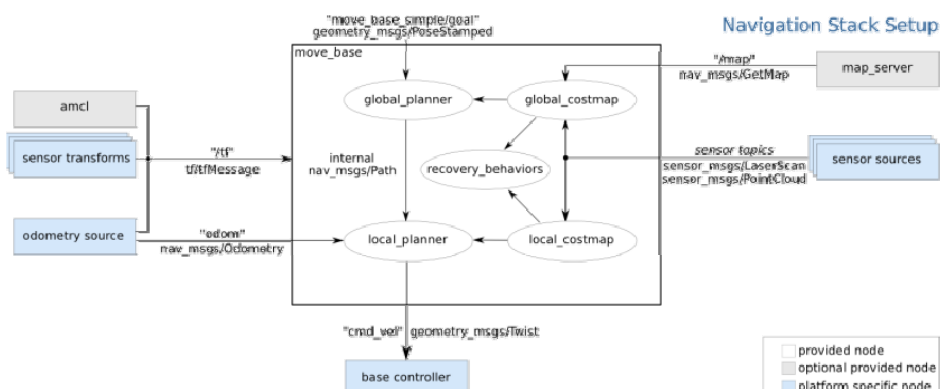 Navigation Stack Setup
"move_base_simple/goal"
geometry_msgs/PoseStamped
move_base
"/map"
nav_msgs/GetMap
map_server
global_planner
global_costmap
amcl
sensor transforms
"/tf"
tf/tfMessage
internal
nav_msgs/Path
recovery_behaviors
sensor topics
sensor_msgs/LaserScan
sensor_msgs/PointCloud
sensor sources
odometry source
"odom"
nav_msgs/Odometry
local_planner
local_costmap
"cmd_vel" geometry_msgs/Twist
base controller
provided node
optional provided node
platform specific node